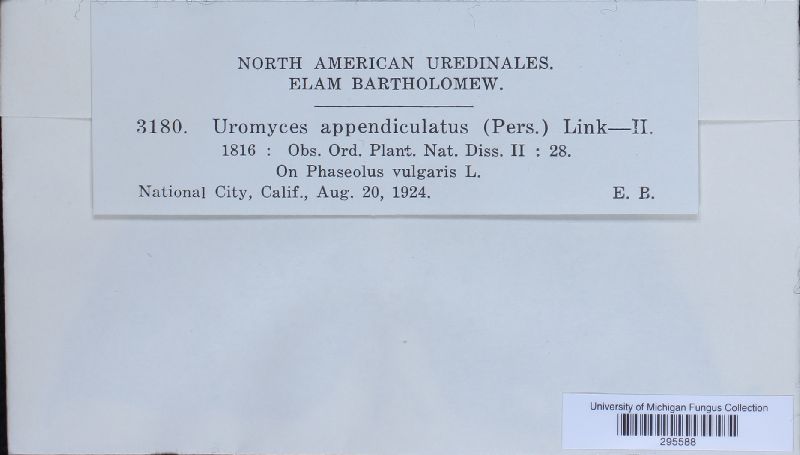 NORTH AMERICAN UREDINALES.
ELAM BARTHOLOMEW.
3180. Uromyces appendiculatus (Pers.) Link—II.
1816 : Obs. Ord. Plant. Nat. Diss. II : 28.
On Phaseolus vulgaris L.
National City, Calif., Aug. 20, 1924. E. B.
University of Michigan Fungus Collection
295588